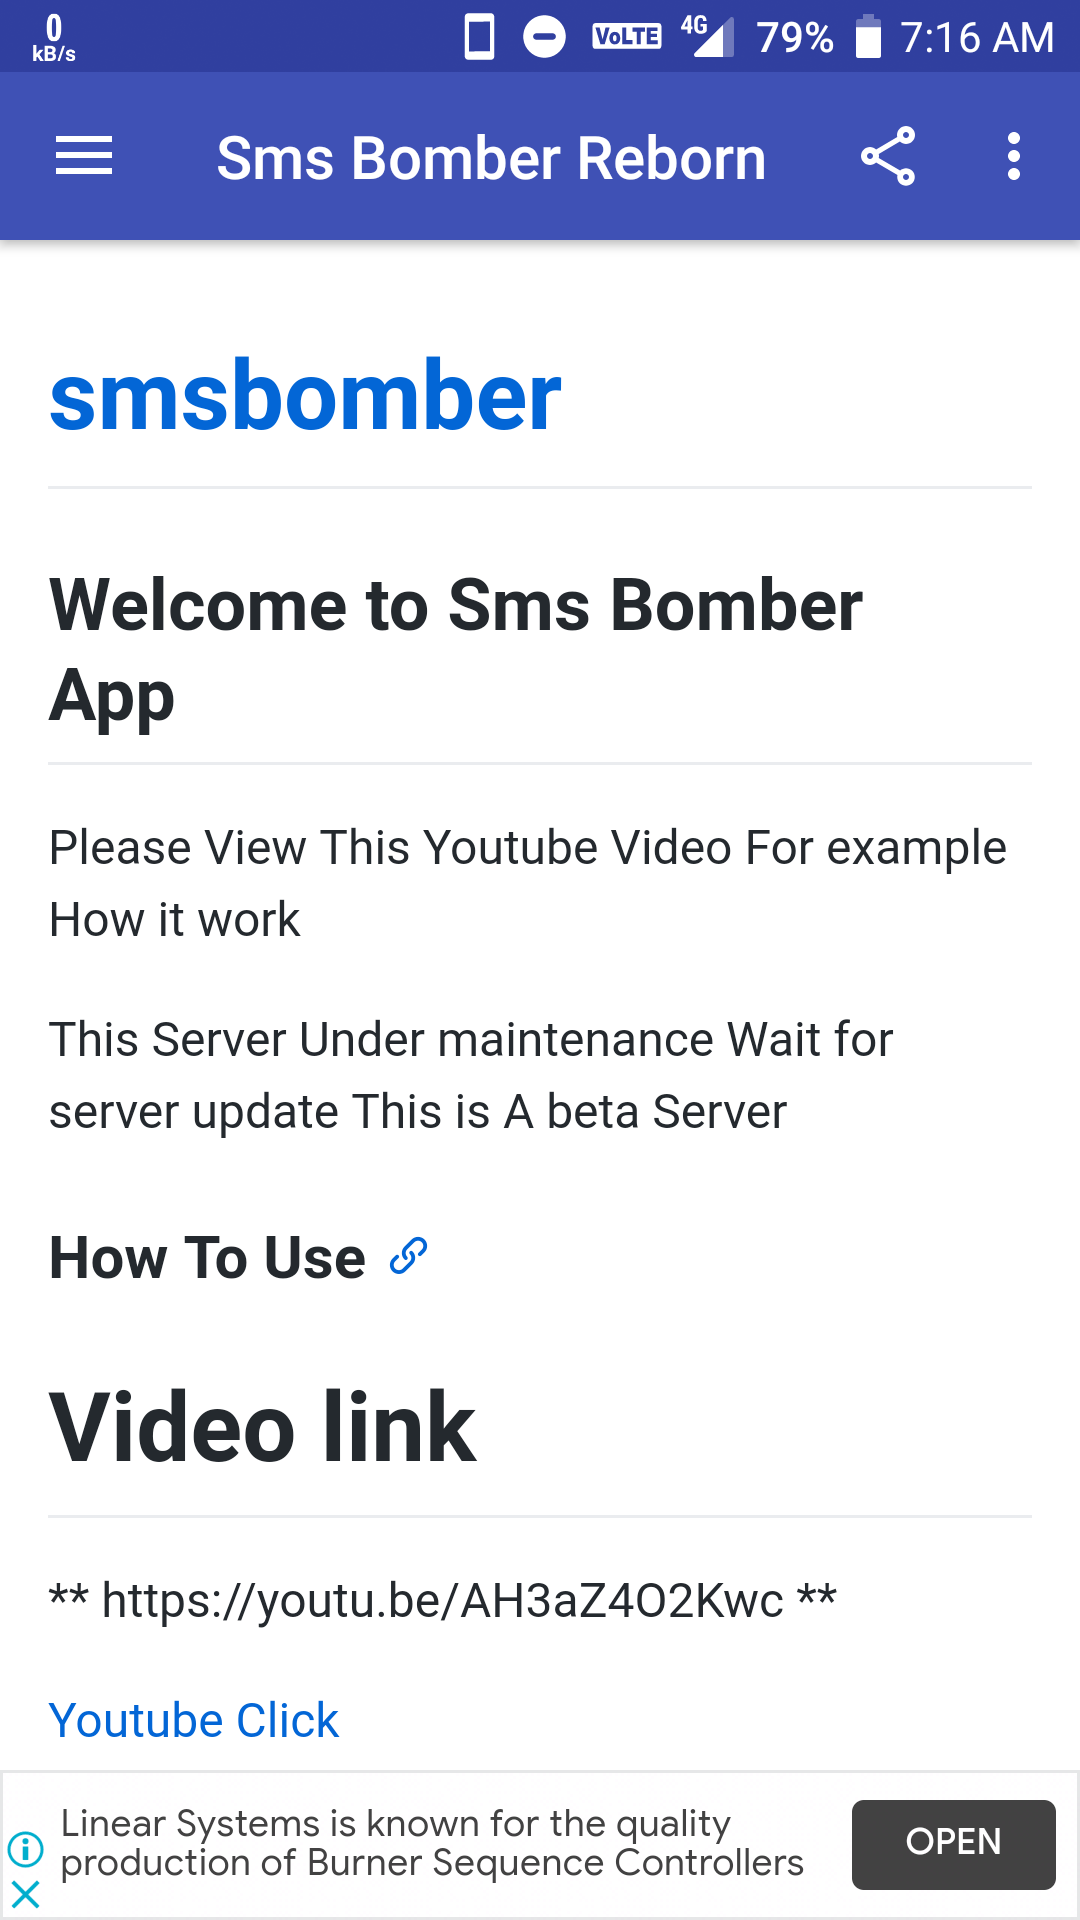 0
kB/s
VoLTE
4G
79%
7:16 AM
Sms Bomber Reborn
smsbomber
Welcome to Sms Bomber
App
Please View This Youtube Video For example
How it work
This Server Under maintenance Wait for
server update This is A beta Server
How To Use
Video link
** https://youtu.be/AH3aZ4O2Kwc **
Youtube Click
Linear Systems is known for the quality
production of Burner Sequence Controllers
OPEN